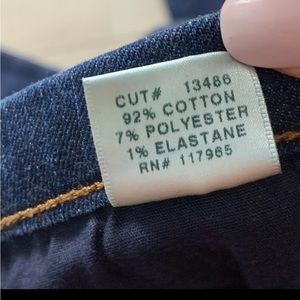 CUT# 13486
92% COTTON
7% POLYESTER
1% ELASTANE
RN# 117965